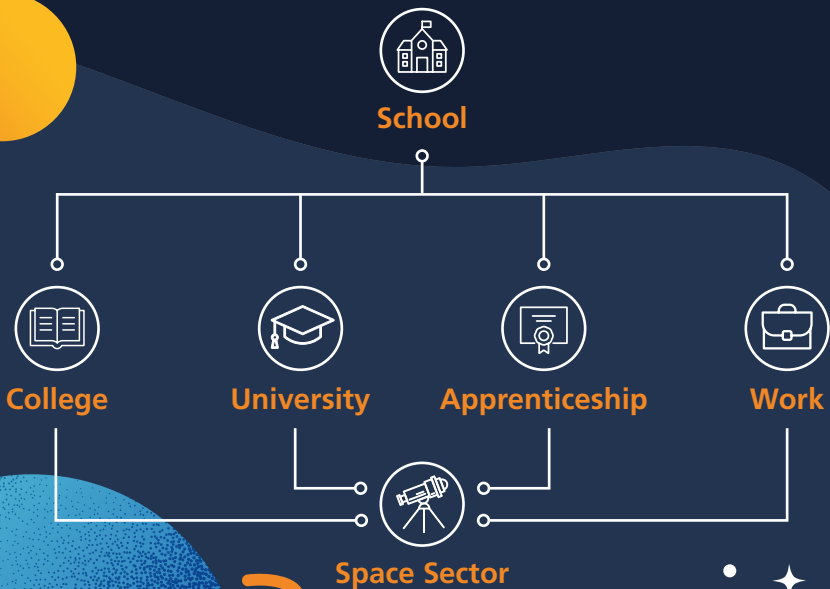 School
College
University
Apprenticeship
Work
Space Sector